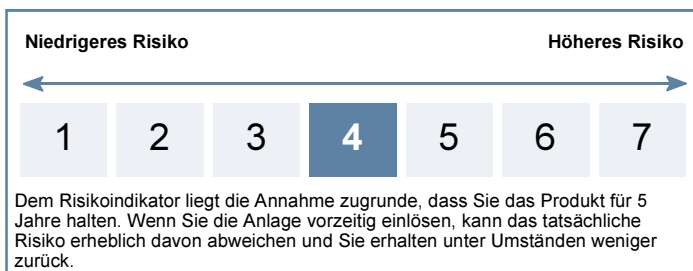 Niedrigeres Risiko Höheres Risiko
1 2 3 4 5 6 7
Dem Risikoindikator liegt die Annahme zugrunde, dass Sie das Produkt für 5
Jahre halten. Wenn Sie die Anlage vorzeitig einlösen, kann das tatsächliche
Risiko erheblich davon abweichen und Sie erhalten unter Umständen weniger
zurück.